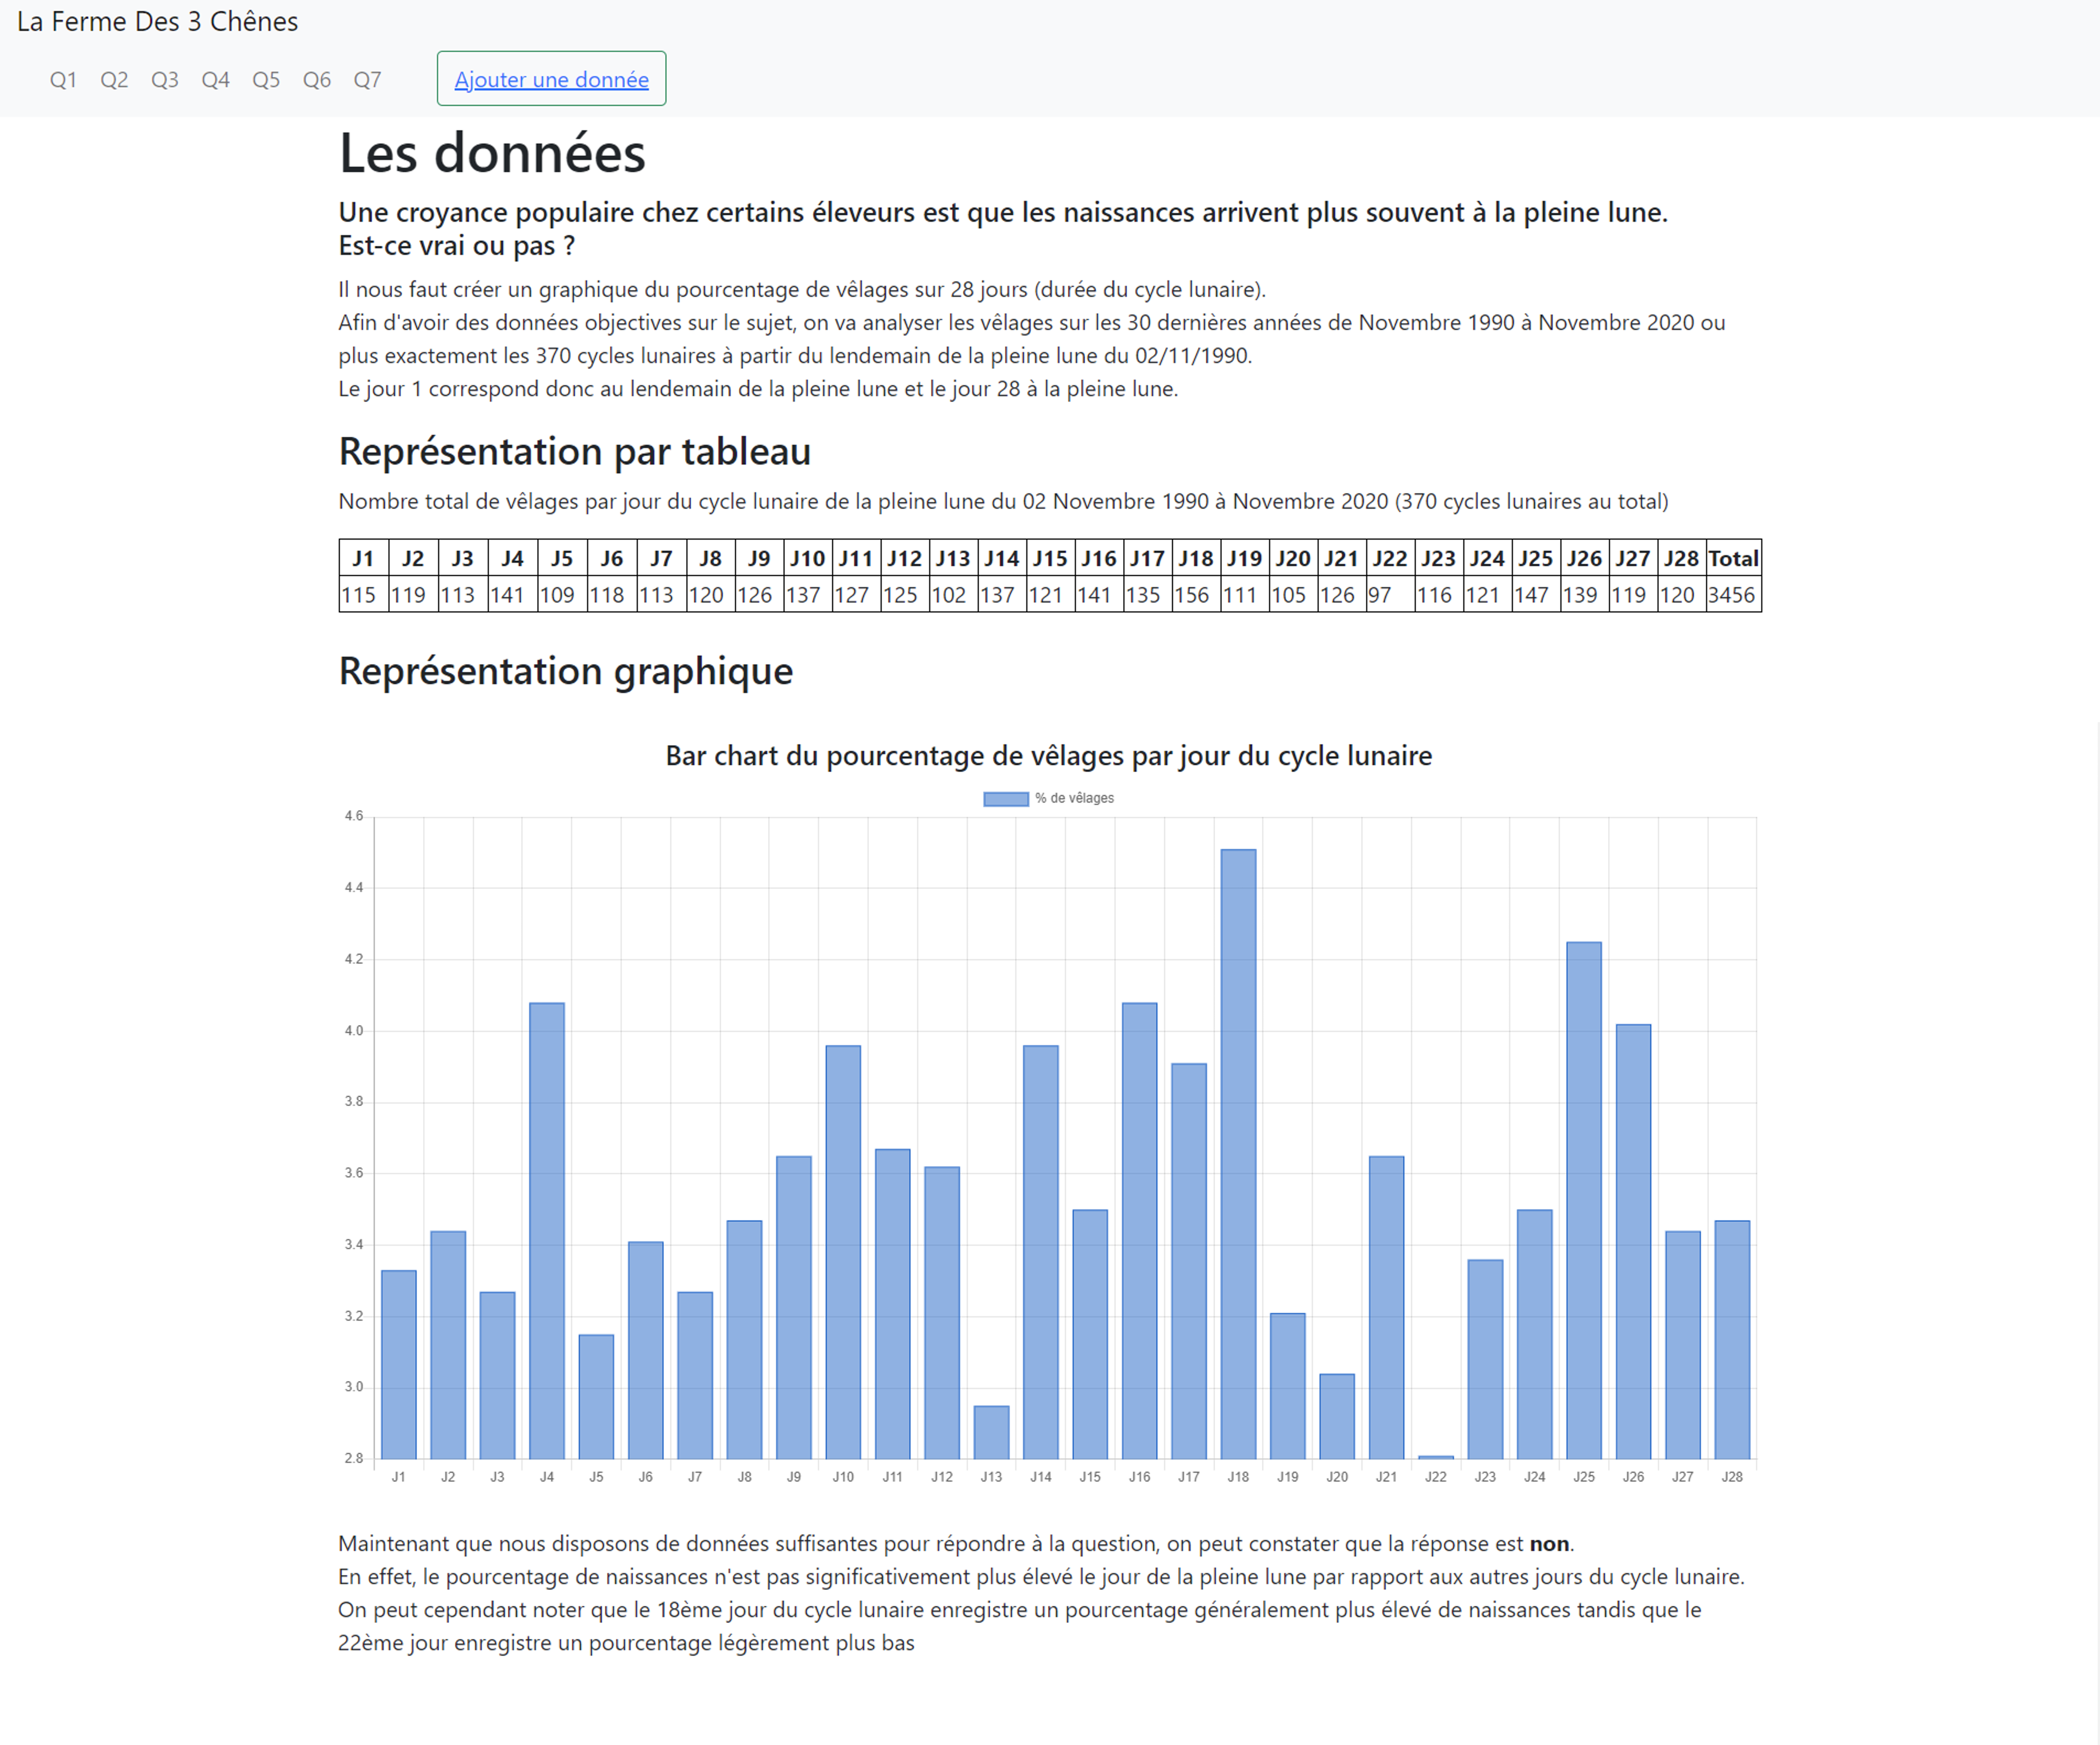 La Ferme Des 3 Chênes
Q1 Q2 Q3 Q4 Q5 Q6 Q7 Ajouter une donnée
Les données
Une croyance populaire chez certains éleveurs est que les naissances arrivent plus souvent à la pleine lune.
Est-ce vrai ou pas ?
Il nous faut créer un graphique du pourcentage de vêlages sur 28 jours (durée du cycle lunaire).
Afin d'avoir des données objectives sur le sujet, on va analyser les vêlages sur les 30 dernières années de Novembre 1990 à Novembre 2020 ou
plus exactement les 370 cycles lunaires à partir du lendemain de la pleine lune du 02/11/1990.
Le jour 1 correspond donc au lendemain de la pleine lune et le jour 28 à la pleine lune.
Représentation par tableau
Nombre total de vêlages par jour du cycle lunaire de la pleine lune du 02 Novembre 1990 à Novembre 2020 (370 cycles lunaires au total)
J1 J2 J3 J4 J5 J6 J7 J8 J9 J10 J11 J12 J13 J14 J15 J16 J17 J18 J19 J20 J21 J22 J23 J24 J25 J26 J27 J28 Total
115 119 113 141 109 118 113 120 126 137 127 125 102 137 121 141 135 156 111 105 126 97 116 121 147 139 119 120 3456
Représentation graphique
Bar chart du pourcentage de vêlages par jour du cycle lunaire
% de vêlages
4.6
4.4
4.2
4.0
3.8
3.6
3.4
3.2
3.0
2.8
J1 J2 J3 J4 J5 J6 J7 J8 J9 J10 J11 J12 J13 J14 J15 J16 J17 J18 J19 J20 J21 J22 J23 J24 J25 J26 J27 J28
Maintenant que nous disposons de données suffisantes pour répondre à la question, on peut constater que la réponse est non.
En effet, le pourcentage de naissances n'est pas significativement plus élevé le jour de la pleine lune par rapport aux autres jours du cycle lunaire.
On peut cependant noter que le 18ème jour du cycle lunaire enregistre un pourcentage généralement plus élevé de naissances tandis que le
22ème jour enregistre un pourcentage légèrement plus bas